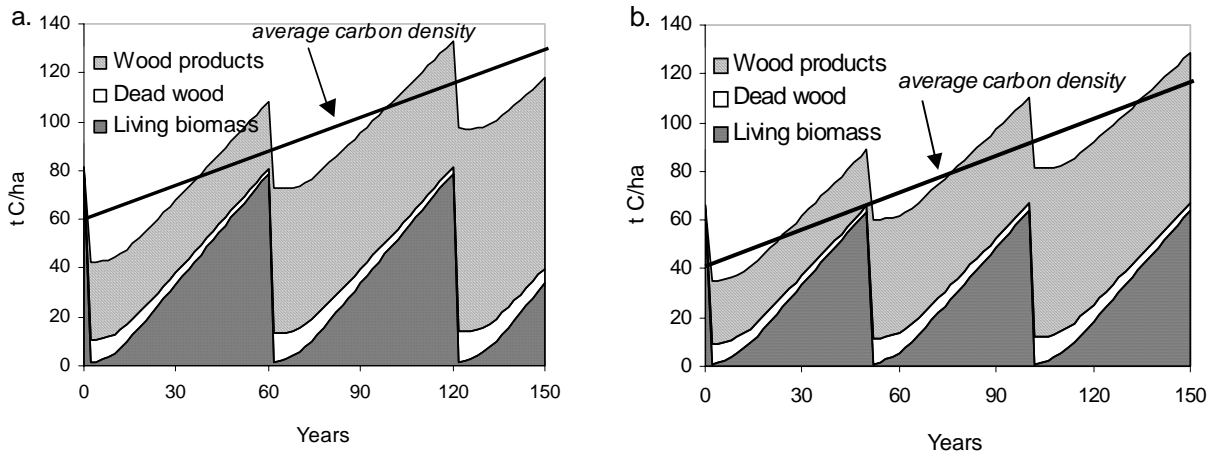 a.
t C/ha
140
120
100
80
60
40
20
0
average carbon density
Wood products
Dead wood
Living biomass
0 30 60 90 120 150
Years
b.
t C/ha
140
120
100
80
60
40
20
0
Wood products
average carbon density
Dead wood
Living biomass
0 30 60 90 120 150
Years